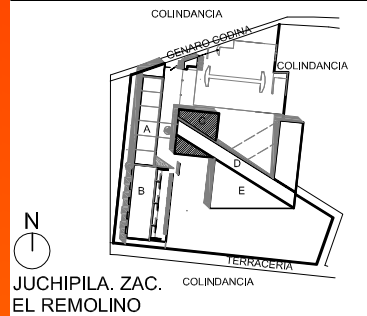 COLINDANCIA
GENARO CODINA
COLINDANCIA
A
C
B
D
E
N
TERRACERIA
JUCHIPILA. ZAC.
COLINDANCIA
EL REMOLINO